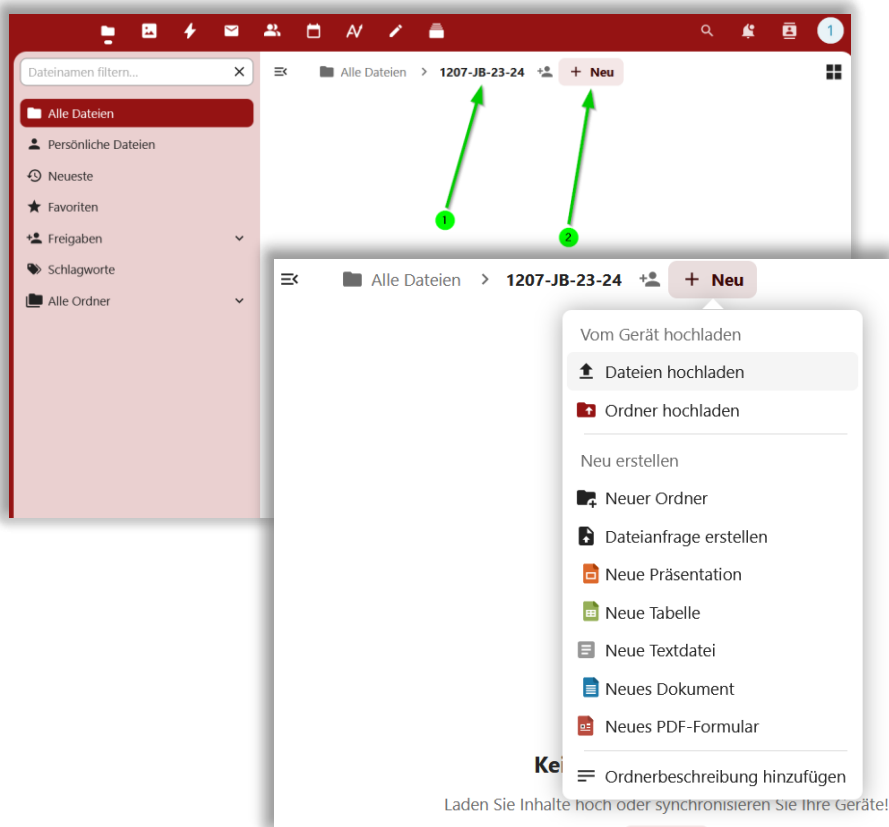 1
Dateinamen filtern...
Alle Dateien
1207-JB-23-24
+ Neu
Alle Dateien
Persönliche Dateien
Neueste
Favoriten
Freigaben
Schlagworte
Alle Ordner
1
2
Alle Dateien
1207-JB-23-24
+ Neu
Vom Gerät hochladen
Dateien hochladen
Ordner hochladen
Neu erstellen
Neuer Ordner
Dateianfrage erstellen
Neue Präsentation
Neue Tabelle
Neue Textdatei
Neues Dokument
Neues PDF-Formular
Ordnerbeschreibung hinzufügen
Laden Sie Inhalte hoch oder synchronisieren Sie Ihre Geräte!